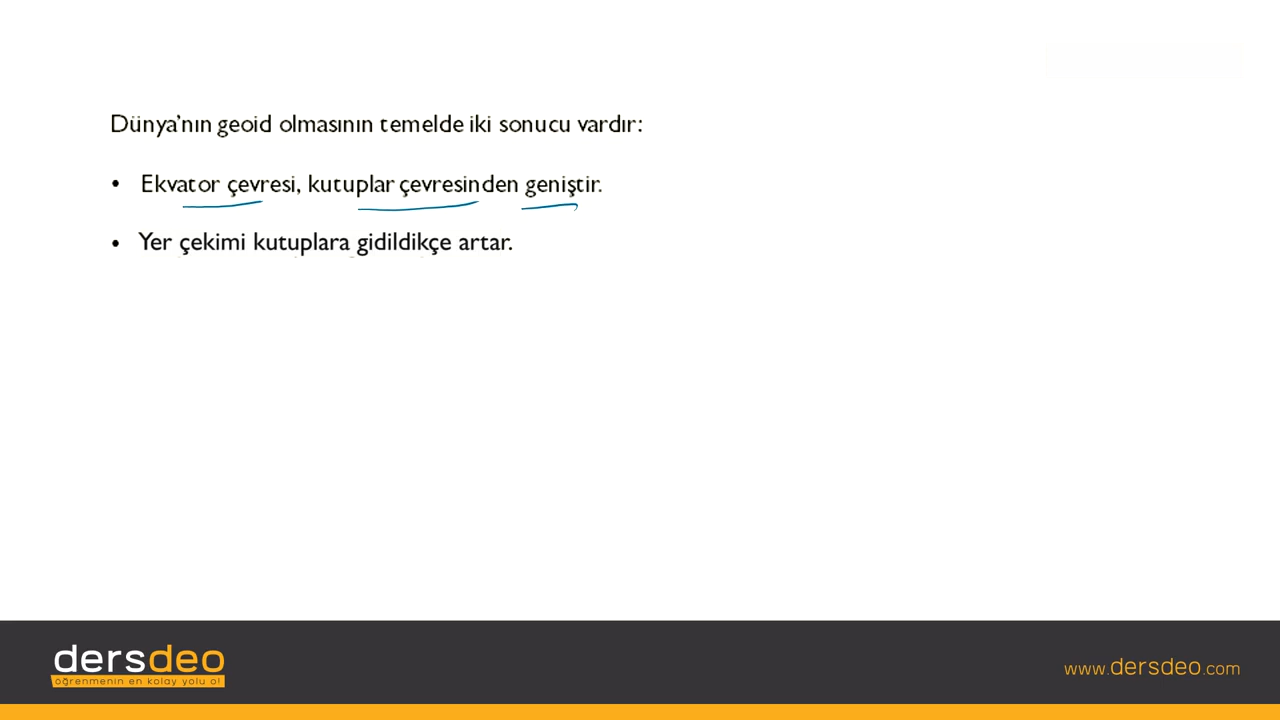 Dünya'nın geoid olmasının temelde iki sonucu vardır:
• Ekvator çevresi, kutuplar çevresinden geniştir.
• Yer çekimi kutuplara gidildikçe artar.
dersdeo
öğrenmenin en kolay yolu o!
www.dersdeo.com